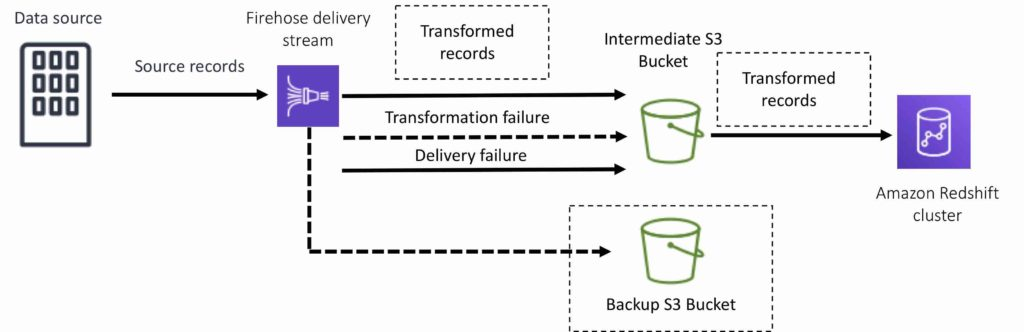 Data source
Firehose delivery
stream
Transformed
records
Intermediate S3
Bucket
Source records
Transformed
records
Transformation failure
Delivery failure
Amazon Redshift
cluster
Backup S3 Bucket